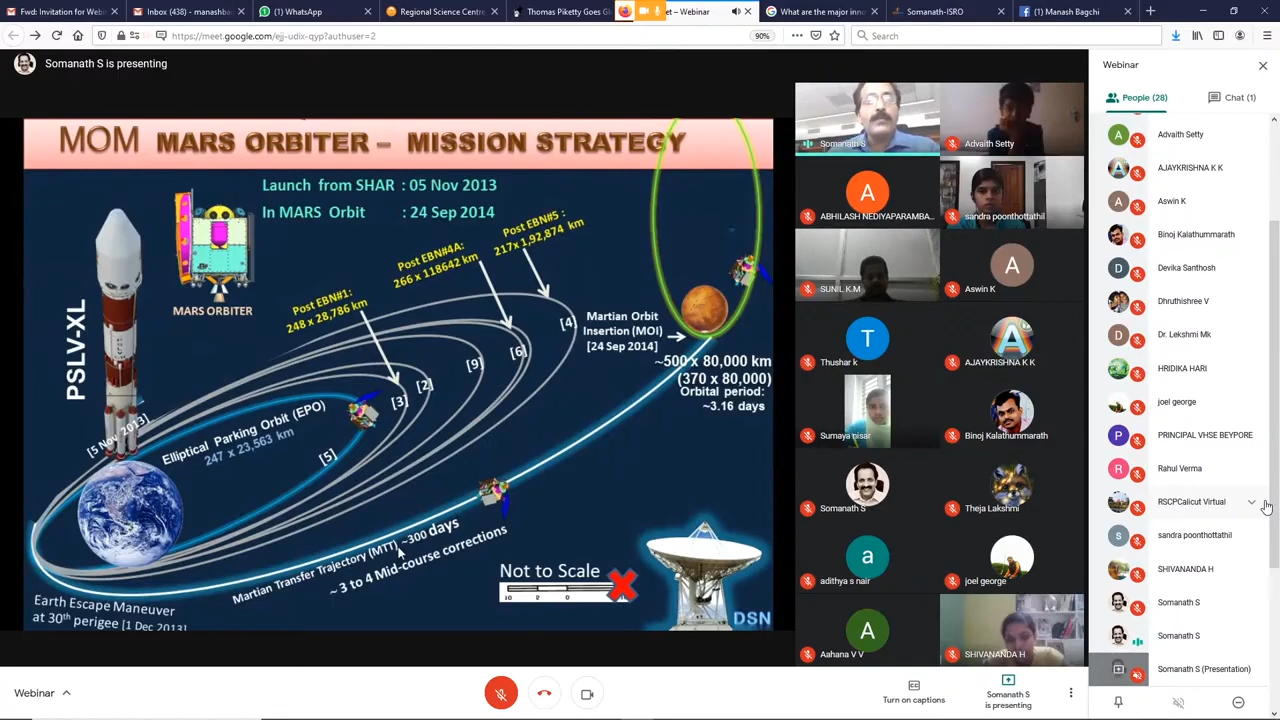 Fwd: Invitation for Webin
Inbox (438) - manashbag
(1) WhatsApp
Regional Science Centre
Thomas Piketty Goes G
et – Webinar
What are the major inno
Somanath-ISRO
Manash Bagchi
https://meet.google.com/ejj-udix-qyp?authuser=2
90%
Search
Somanath S is presenting
MOM MARS ORBITER – MISSION STRATEGY
Launch from SHAR : 05 Nov 2013
In MARS Orbit : 24 Sep 2014
PSLV-XL
MARS ORBITER
Post EBN#1:
248 x 28,786 km
Post EBN#4A:
266 x 118642 km
Post EBN#5 :
217x 1,92,874 km
[4]
[6]
[9]
[2]
[3]
[5]
[5 Nov 2013]
Elliptical Parking Orbit (EPO)
247 x 23,563 km
Martian Orbit
Insertion (MOI)
[24 Sep 2014]
~500 x 80,000 km
(370 x 80,000)
Orbital period:
~3.16 days
Martian Transfer Trajectory (MTT) ~300 days
~ 3 to 4 Mid-course corrections
Earth Escape Maneuver
at 30th perigee [1 Dec 2013]
Not to Scale
10 5 0
DSN
Somanath S
Advaith Setty
A
ABHILASH NEDIYAPARAMBA...
sandra poonthottathil
SUNIL K.M
A
Aswin K
T
Thushar k
A
AJAYKRISHNA K K
Sumaya nisar
Binoj Kalathummarath
Somanath S
Theja Lakshmi
a
adithya s nair
joel george
A
Aahana V V
SHIVANANDA H
Webinar
People (28)
Chat (1)
A
Advaith Setty
AJAYKRISHNA K K
A
Aswin K
Binoj Kalathummarath
D
Devika Santhosh
Dhruthishree V
D
Dr. Lekshmi Mk
HRIDIKA HARI
joel george
P
PRINCIPAL VHSE BEYPORE
R
Rahul Verma
RSCPCalicut Virtual
s
sandra poonthottathil
SHIVANANDA H
Somanath S
Somanath S
Somanath S (Presentation)
Webinar
Turn on captions
Somanath S
is presenting